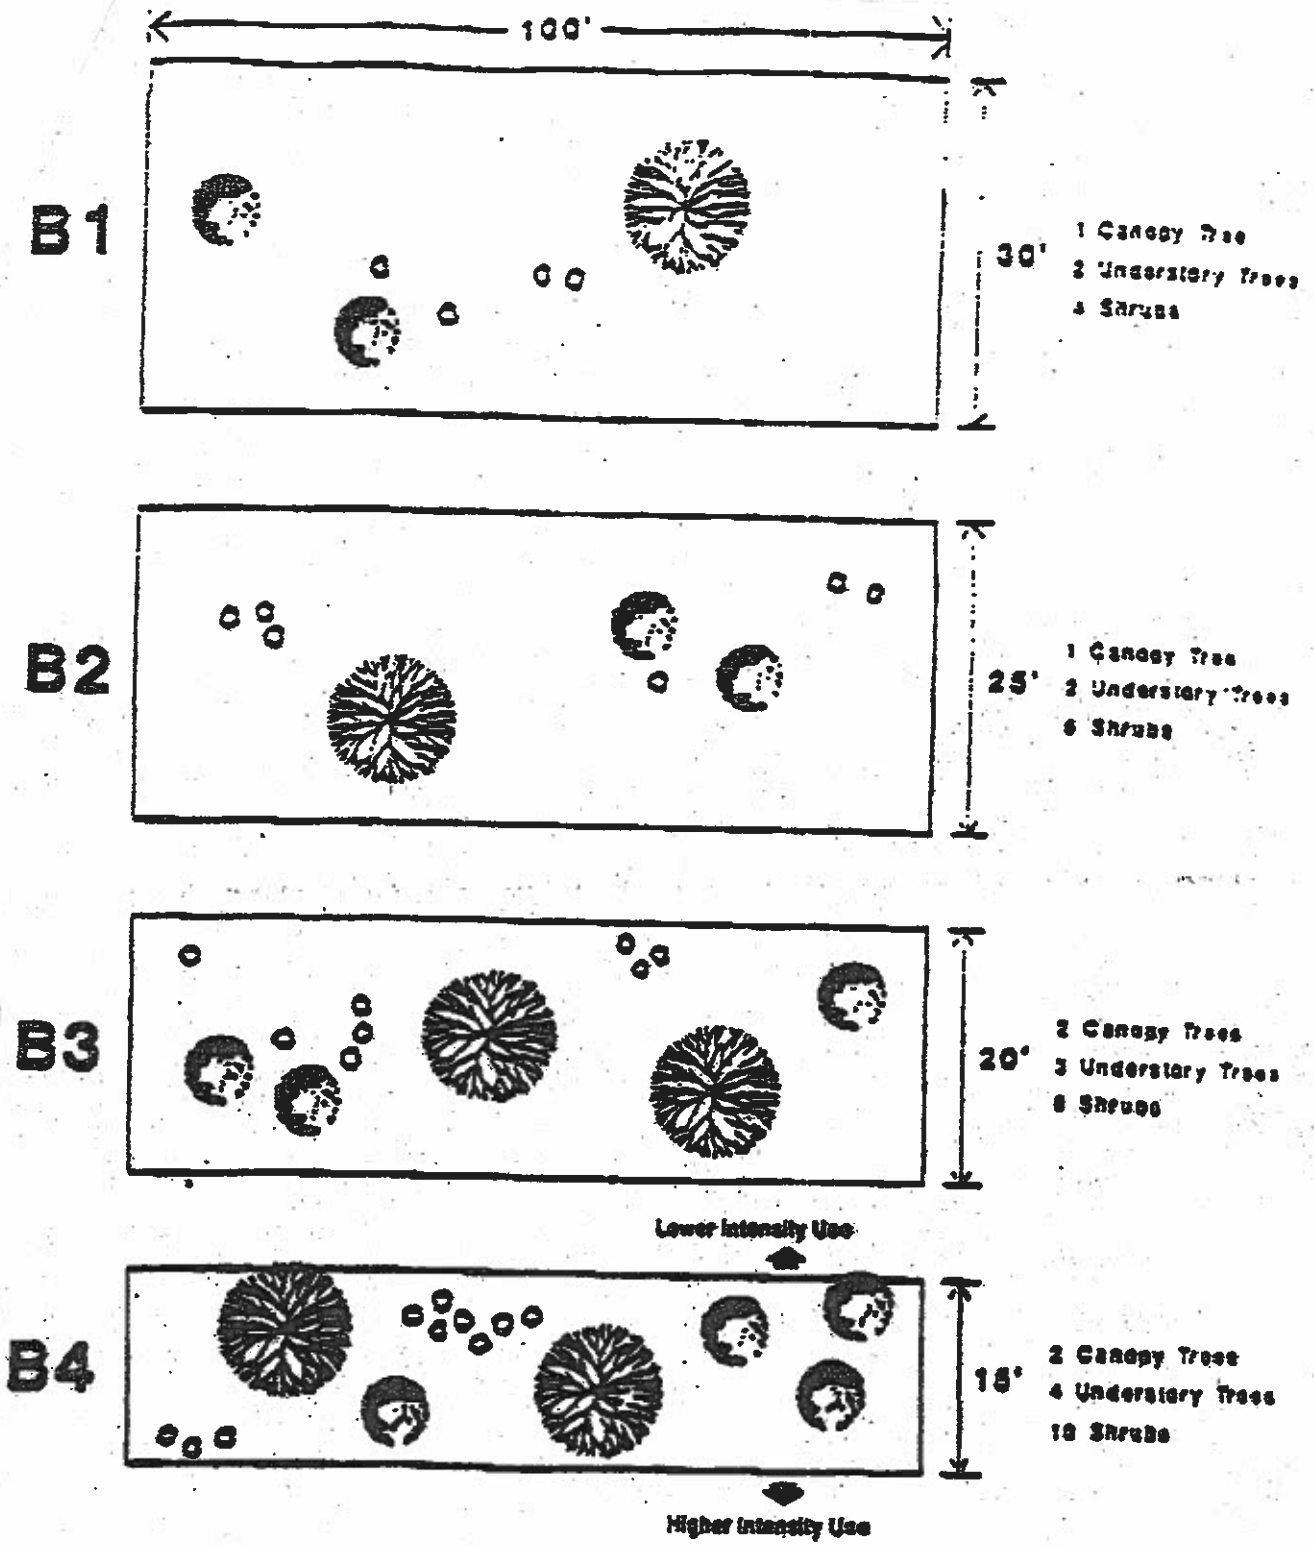 100'
B1
30'
1 Canopy Tree
2 Understory Trees
4 Shrubs
B2
25'
1 Canopy Tree
2 Understory Trees
6 Shrubs
B3
20'
2 Canopy Trees
3 Understory Trees
8 Shrubs
Lower Intensity Use
B4
15'
2 Canopy Trees
4 Understory Trees
10 Shrubs
Higher Intensity Use